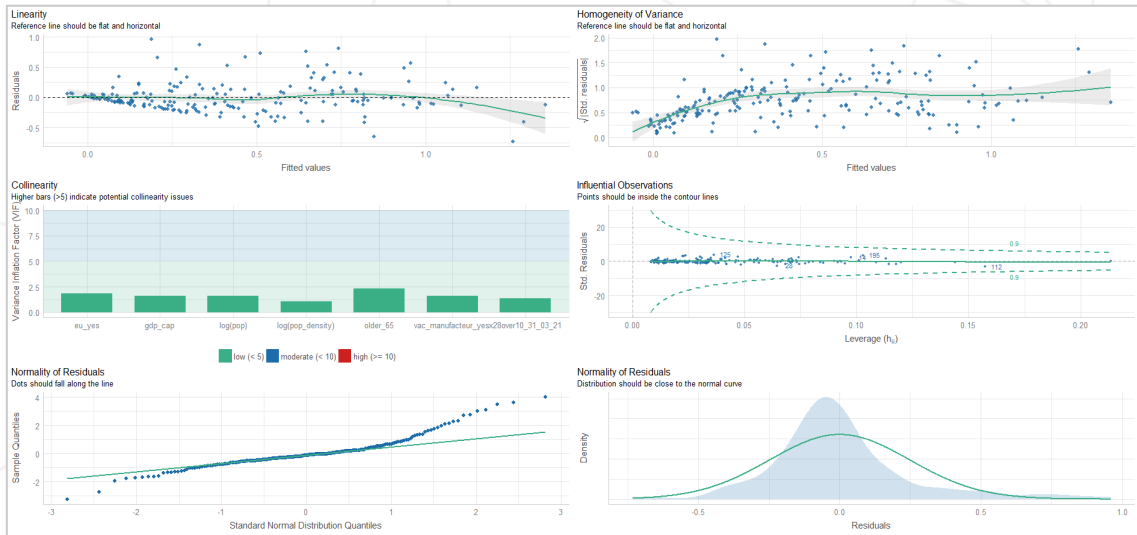 Linearity
Reference line should be flat and horizontal
Residuals
1.0
0.5
0.0
-0.5
0.0
0.5
1.0
Fitted values
Homogeneity of Variance
Reference line should be flat and horizontal
√|Std. residuals|
2.0
1.5
1.0
0.5
0.0
0.0
0.5
1.0
Fitted values
Collinearity
Higher bars (>5) indicate potential collinearity issues
Variance Inflation Factor (VIF)
10.0
7.5
5.0
2.5
0.0
eu_yes
gdp_cap
log(pop)
log(pop_density)
older_65
vac_manufacteur_yesx28over10_31_03_21
low (< 5)
moderate (< 10)
high (>= 10)
Influential Observations
Points should be inside the contour lines
Std. Residuals
20
0
-20
0.9
195
28
112
0.9
0.00
0.05
0.10
0.15
0.20
Leverage (hii)
Normality of Residuals
Dots should fall along the line
Sample Quantiles
4
2
0
-2
-3
-2
-1
0
1
2
3
Standard Normal Distribution Quantiles
Normality of Residuals
Distribution should be close to the normal curve
Density
-0.5
0.0
0.5
1.0
Residuals